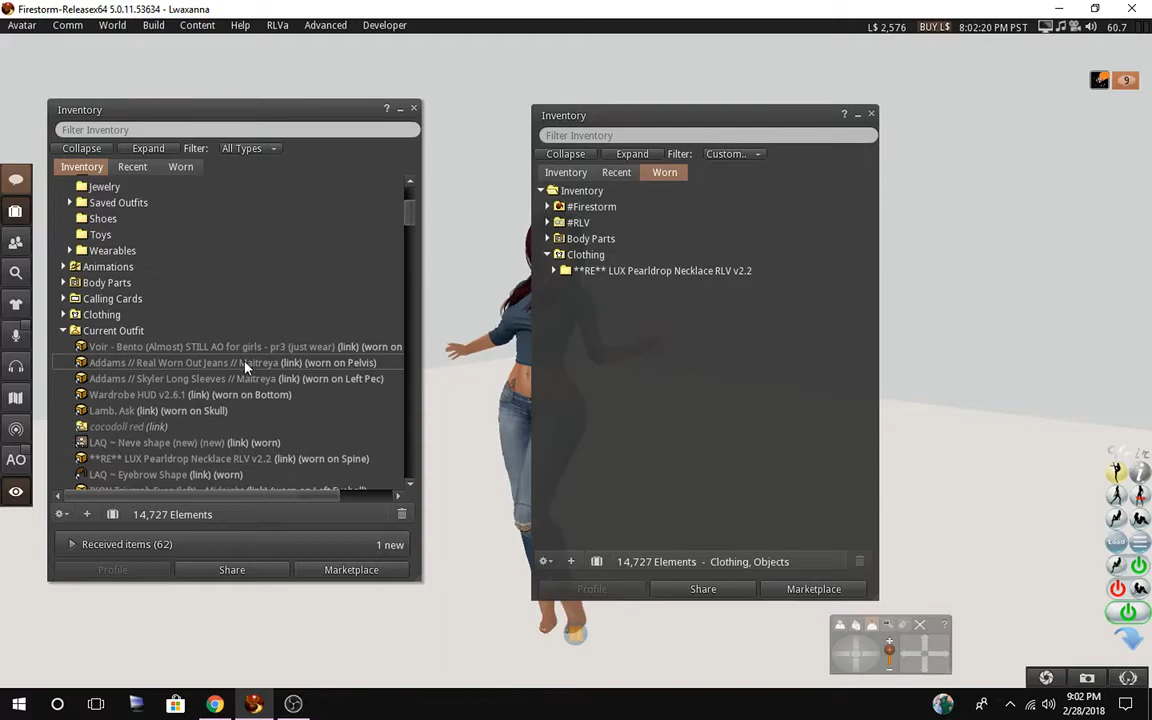 Firestorm-Releasex64 5.0.11.53634 - Lwaxanna
Avatar Comm World Build Content Help RLVa Advanced Developer
L$ 2,576 BUY L$ 8:02:20 PM PST 60.7
9
Inventory ?
Filter Inventory
Collapse Expand Filter: All Types
Inventory Recent Worn
Jewelry
Saved Outfits
Shoes
Toys
Wearables
Animations
Body Parts
Calling Cards
Clothing
Current Outfit
Voir - Bento (Almost) STILL AO for girls - pr3 (just wear) (link) (worn on
Addams // Real Worn Out Jeans // Maitreya (link) (worn on Pelvis)
Addams // Skyler Long Sleeves // Maitreya (link) (worn on Left Pec)
Wardrobe HUD v2.6.1 (link) (worn on Bottom)
Lamb. Ask (link) (worn on Skull)
cocodoll red (link)
LAQ ~ Neve shape (new) (new) (link) (worn)
**RE** LUX Pearldrop Necklace RLV v2.2 (link) (worn on Spine)
LAQ ~ Eyebrow Shape (link) (worn)
14,727 Elements
Received items (62) 1 new
Profile Share Marketplace
Inventory ?
Filter Inventory
Collapse Expand Filter: Custom..
Inventory Recent Worn
Inventory
#Firestorm
#RLV
Body Parts
Clothing
**RE** LUX Pearldrop Necklace RLV v2.2
14,727 Elements - Clothing, Objects
Profile Share Marketplace
AO
Load
?
9:02 PM
2/28/2018